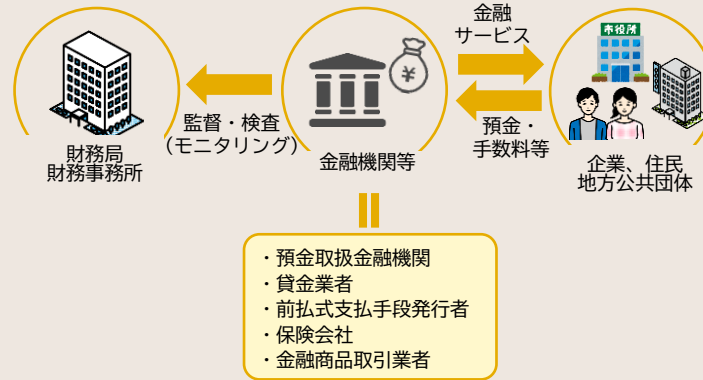 財務局
財務事務所
監督・検査
（モニタリング）
¥
金融機関等
金融
サービス
預金・
手数料等
市役所
企業、住民
地方公共団体
・預金取扱金融機関
・貸金業者
・前払式支払手段発行者
・保険会社
・金融商品取引業者